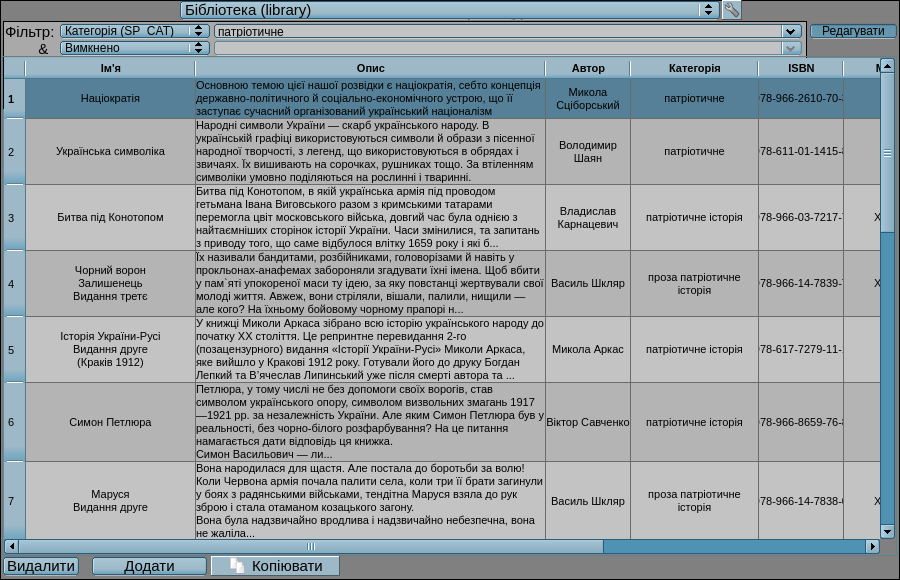 Бібліотека (library)
Фільтр: Категорія (SP_CAT) патріотичне Редагувати
& Вимкнено
Ім'я Опис Автор Категорія ISBN
1 Націократія
Основною темою цієї нашої розвідки є націократія, себто концепція
державно-політичного й соціально-економічного устрою, що її
заступає сучасний організований український націоналізм
Микола
Сціборський
патріотичне
978-966-2610-70-
2 Українська символіка
Народні символи України — скарб українського народу. В
українській графіці використовуються символи й образи з пісенної
народної творчості, з легенд, що використовуються в обрядах і
звичаях. Їх вишивають на сорочках, рушниках тощо. За втіленням
символіки умовно поділяються на рослинні і тваринні.
Володимир
Шаян
патріотичне
978-611-01-1415-
3 Битва під Конотопом
Битва під Конотопом, в якій українська армія під проводом
гетьмана Івана Виговського разом з кримськими татарами
перемогла цвіт московського війська, довгий час була однією з
найтаємніших сторінок історії України. Часи змінилися, та запитань
з приводу того, що саме відбулося влітку 1659 року і які б...
Владислав
Карнацевич
патріотичне історія
978-966-03-7217-
Х
4 Чорний ворон
Залишенець
Видання третє
Їх називали бандитами, розбійниками, головорізами й навіть у
прокльонах-анафемах забороняли згадувати їхні імена. Щоб вбити
у пам`яті упокореної маси ту ідею, за яку повстанці жертвували свої
молоді життя. Авжеж, вони стріляли, вішали, палили, нищили —
але кого? На їхньому бойовому чорному прапорі н...
Василь Шкляр
проза патріотичне
історія
978-966-14-7839-
Х
5 Історія України-Русі
Видання друге
(Краків 1912)
У книжці Миколи Аркаса зібрано всю історію українського народу до
початку XX століття. Це репринтне перевидання 2-го
(позацензурного) видання «Історії України-Русі» Миколи Аркаса,
яке вийшло у Кракові 1912 року. Готували його до друку Богдан
Лепкий та В’ячеслав Липинський уже після смерті автора та ...
Микола Аркас
патріотичне історія
978-617-7279-11-
6 Симон Петлюра
Петлюра, у тому числі не без допомоги своїх ворогів, став
символом українського опору, символом визвольних змагань 1917
—1921 рр. за незалежність України. Але яким Симон Петлюра був у
реальності, без чорно-білого розфарбування? На це питання
намагається дати відповідь ця книжка.
Симон Васильович — ли...
Віктор Савченко
патріотичне історія
978-966-8659-76-
7 Маруся
Видання друге
Вона народилася для щастя. Але постала до боротьби за волю!
Коли Червона армія почала палити села, коли три її брати загинули
у боях з радянськими військами, тендітна Маруся взяла до рук
зброю і стала отаманом козацького загону.
Вона була надзвичайно вродлива і надзвичайно небезпечна, вона
не жаліла...
Василь Шкляр
проза патріотичне
історія
978-966-14-7838-
Х
Видалити Додати Копіювати